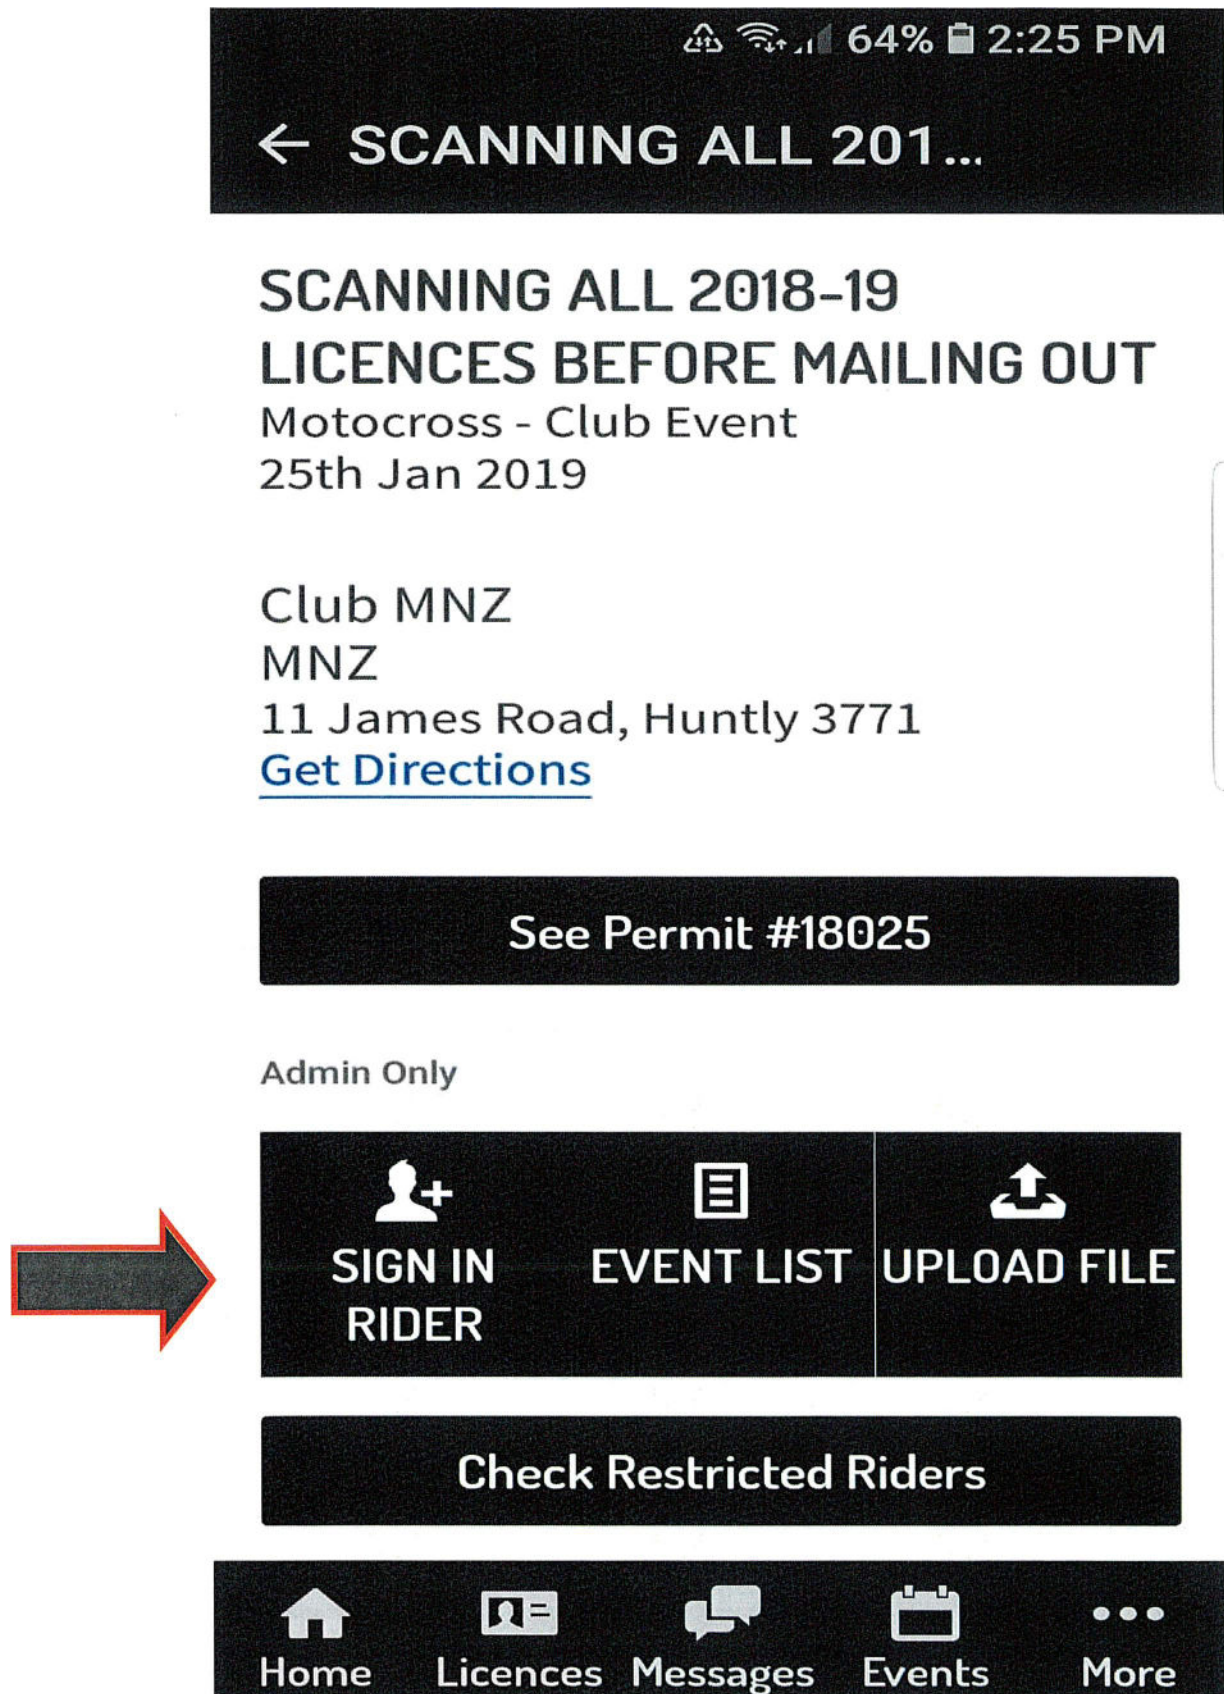 64% 2:25 PM
← SCANNING ALL 201...
SCANNING ALL 2018-19
LICENCES BEFORE MAILING OUT
Motocross - Club Event
25th Jan 2019
Club MNZ
MNZ
11 James Road, Huntly 3771
Get Directions
See Permit #18025
Admin Only
SIGN IN
RIDER
EVENT LIST
UPLOAD FILE
Check Restricted Riders
Home Licences Messages Events More